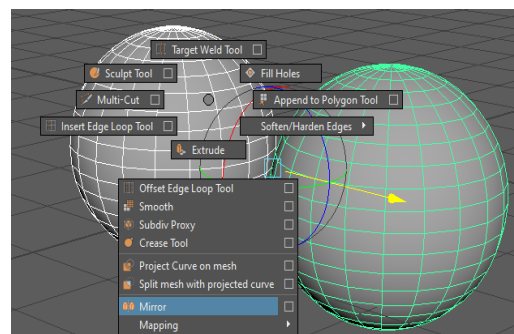 Target Weld Tool
Sculpt Tool
Fill Holes
Multi-Cut
Append to Polygon Tool
Insert Edge Loop Tool
Soften/Harden Edges
Extrude
Offset Edge Loop Tool
Smooth
Subdiv Proxy
Crease Tool
Project Curve on mesh
Split mesh with projected curve
Mirror
Mapping